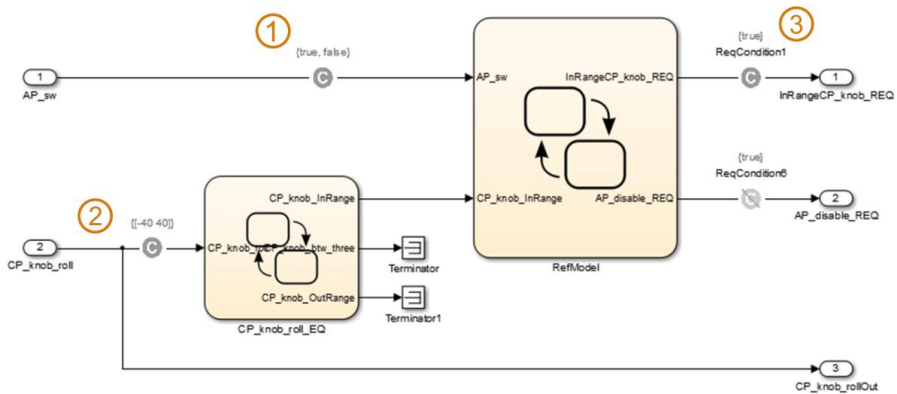 1
3
{true, false}
{true}
ReqCondition1
C
C
1
AP_sw
AP_sw
InRangeCP_knob_REQ
1
InRangeCP_knob_REQ
{true}
ReqCondition6
2
{[-40 40]}
CP_knob_InRange
CP_knob_InRange
AP_disable_REQ
2
AP_disable_REQ
C
2
CP_knob_roll
CP_knob_btw_three
Terminator
RefModel
CP_knob_OutRange
Terminator1
CP_knob_roll_EQ
3
CP_knob_rollOut